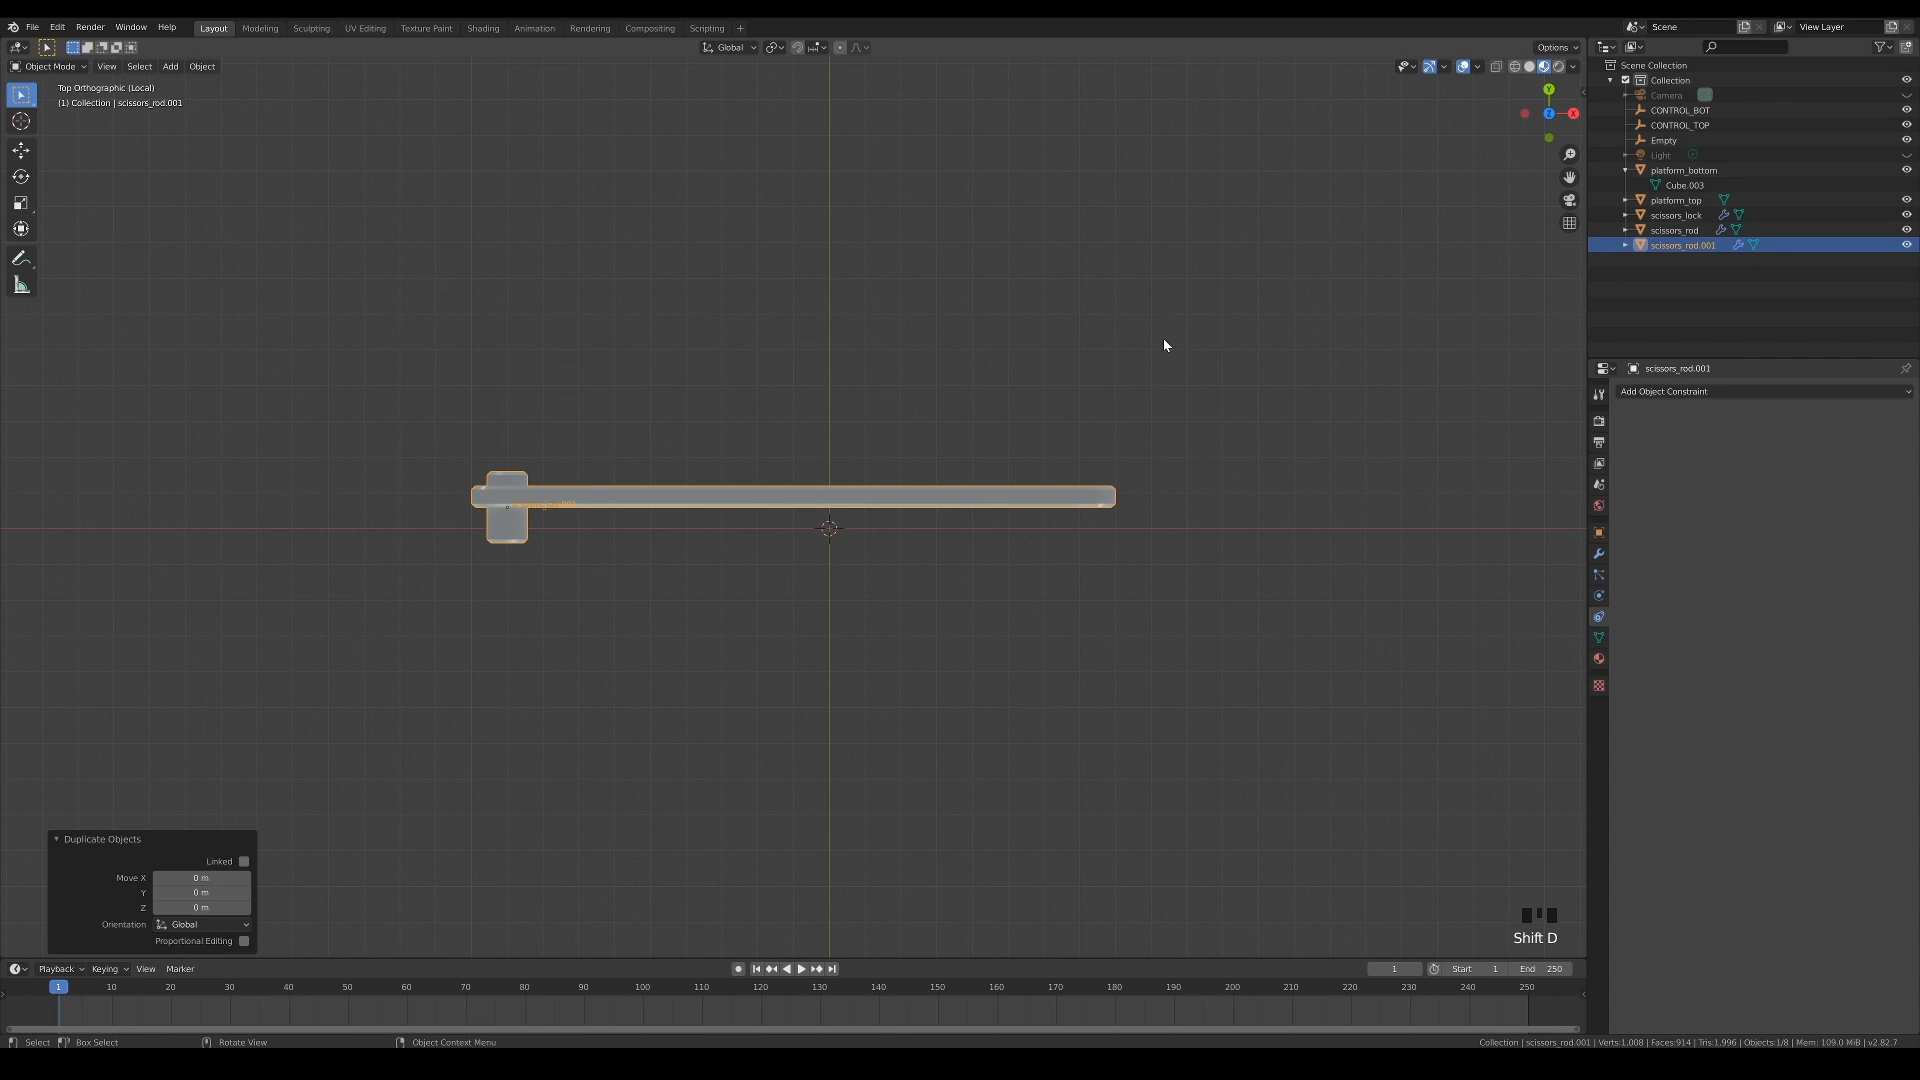 File Edit Render Window Help Layout Modeling Sculpting UV Editing Texture Paint Shading Animation Rendering Compositing Scripting + Scene View Layer
Global Options
Object Mode View Select Add Object
Top Orthographic (Local)
(1) Collection | scissors_rod.001
Y
Z
X
Scene Collection
Collection
Camera
CONTROL_BOT
CONTROL_TOP
Empty
Light
platform_bottom
Cube.003
platform_top
scissors_lock
scissors_rod
scissors_rod.001
scissors_rod.001
Add Object Constraint
Duplicate Objects
Linked
Move X 0 m
Y 0 m
Z 0 m
Orientation Global
Proportional Editing
Shift D
Playback Keying View Marker 1 Start 1 End 250
1 10 20 30 40 50 60 70 80 90 100 110 120 130 140 150 160 170 180 190 200 210 220 230 240 250
Select Box Select Rotate View Object Context Menu Collection | scissors_rod.001 | Verts:1,008 | Faces:914 | Tris:1,996 | Objects:1/8 | Mem: 109.0 MiB | v2.82.7